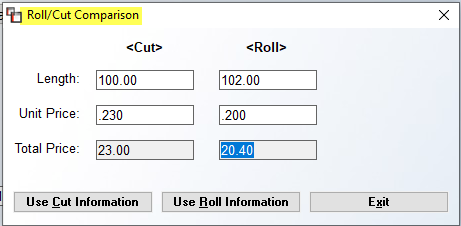 Roll/Cut Comparison
<Cut> <Roll>
Length: 100.00 102.00
Unit Price: .230 .200
Total Price: 23.00 20.40
Use Cut Information Use Roll Information Exit